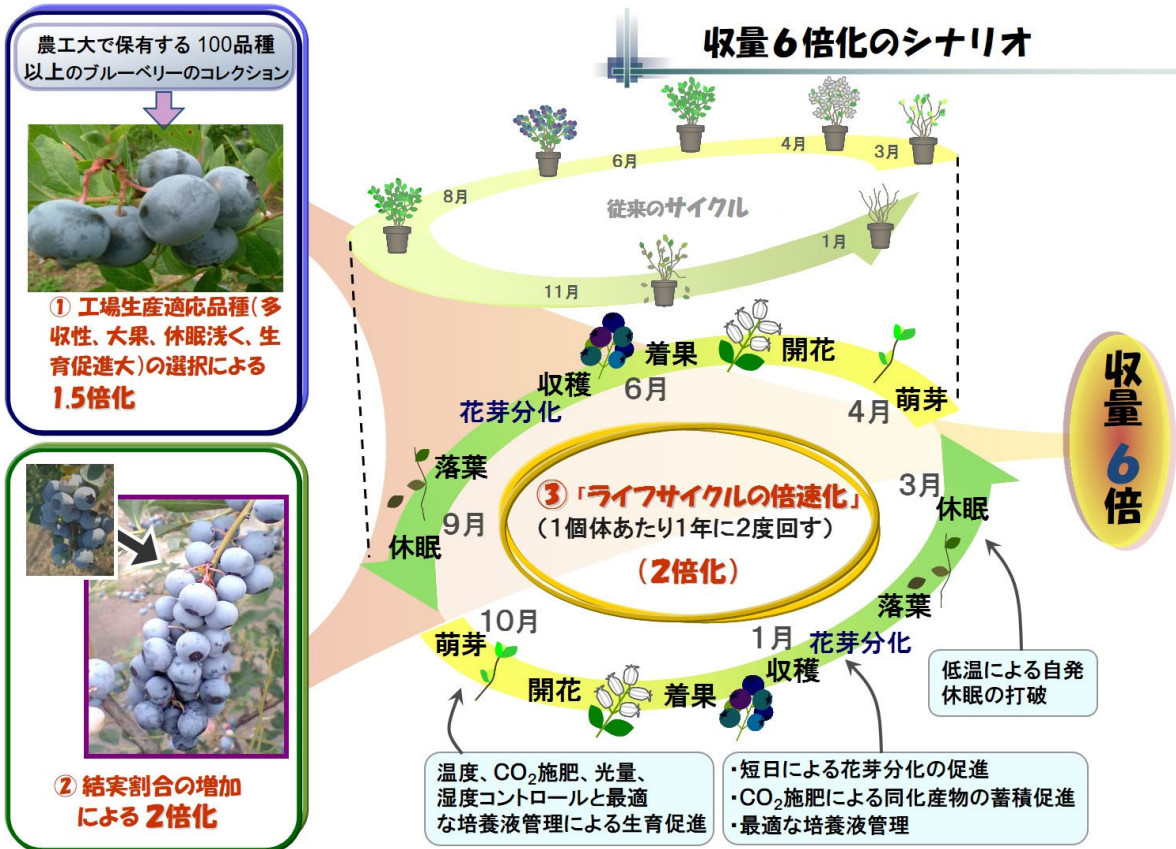 収量6倍化のシナリオ
農工大で保有する100品種
以上のブルーベリーのコレクション
① 工場生産適応品種(多
収性、大果、休眠浅く、生
育促進大)の選択による
1.5倍化
② 結実割合の増加
による 2倍化
3月
4月
6月
8月
従来のサイクル
11月
1月
萌芽
4月
開花
着果
6月
収穫
花芽分化
落葉
9月
休眠
③「ライフサイクルの倍速化」
(1個体あたり1年に2度回す)
(2倍化)
10月
萌芽
開花
着果
1月
収穫
花芽分化
落葉
3月
休眠
収量 6倍
温度、CO₂施肥、光量、
湿度コントロールと最適
な培養液管理による生育促進
・短日による花芽分化の促進
・CO₂施肥による同化産物の蓄積促進
・最適な培養液管理
低温による自発
休眠の打破